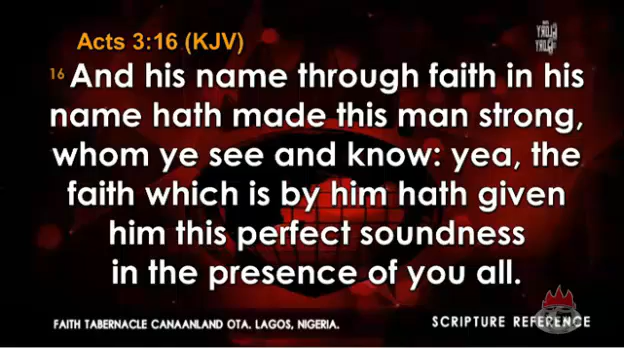 Acts 3:16 (KJV)
16 And his name through faith in his
name hath made this man strong,
whom ye see and know: yea, the
faith which is by him hath given
him this perfect soundness
in the presence of you all.
FAITH TABERNACLE CANAANLAND OTA. LAGOS, NIGERIA.
SCRIPTURE REFERENCE